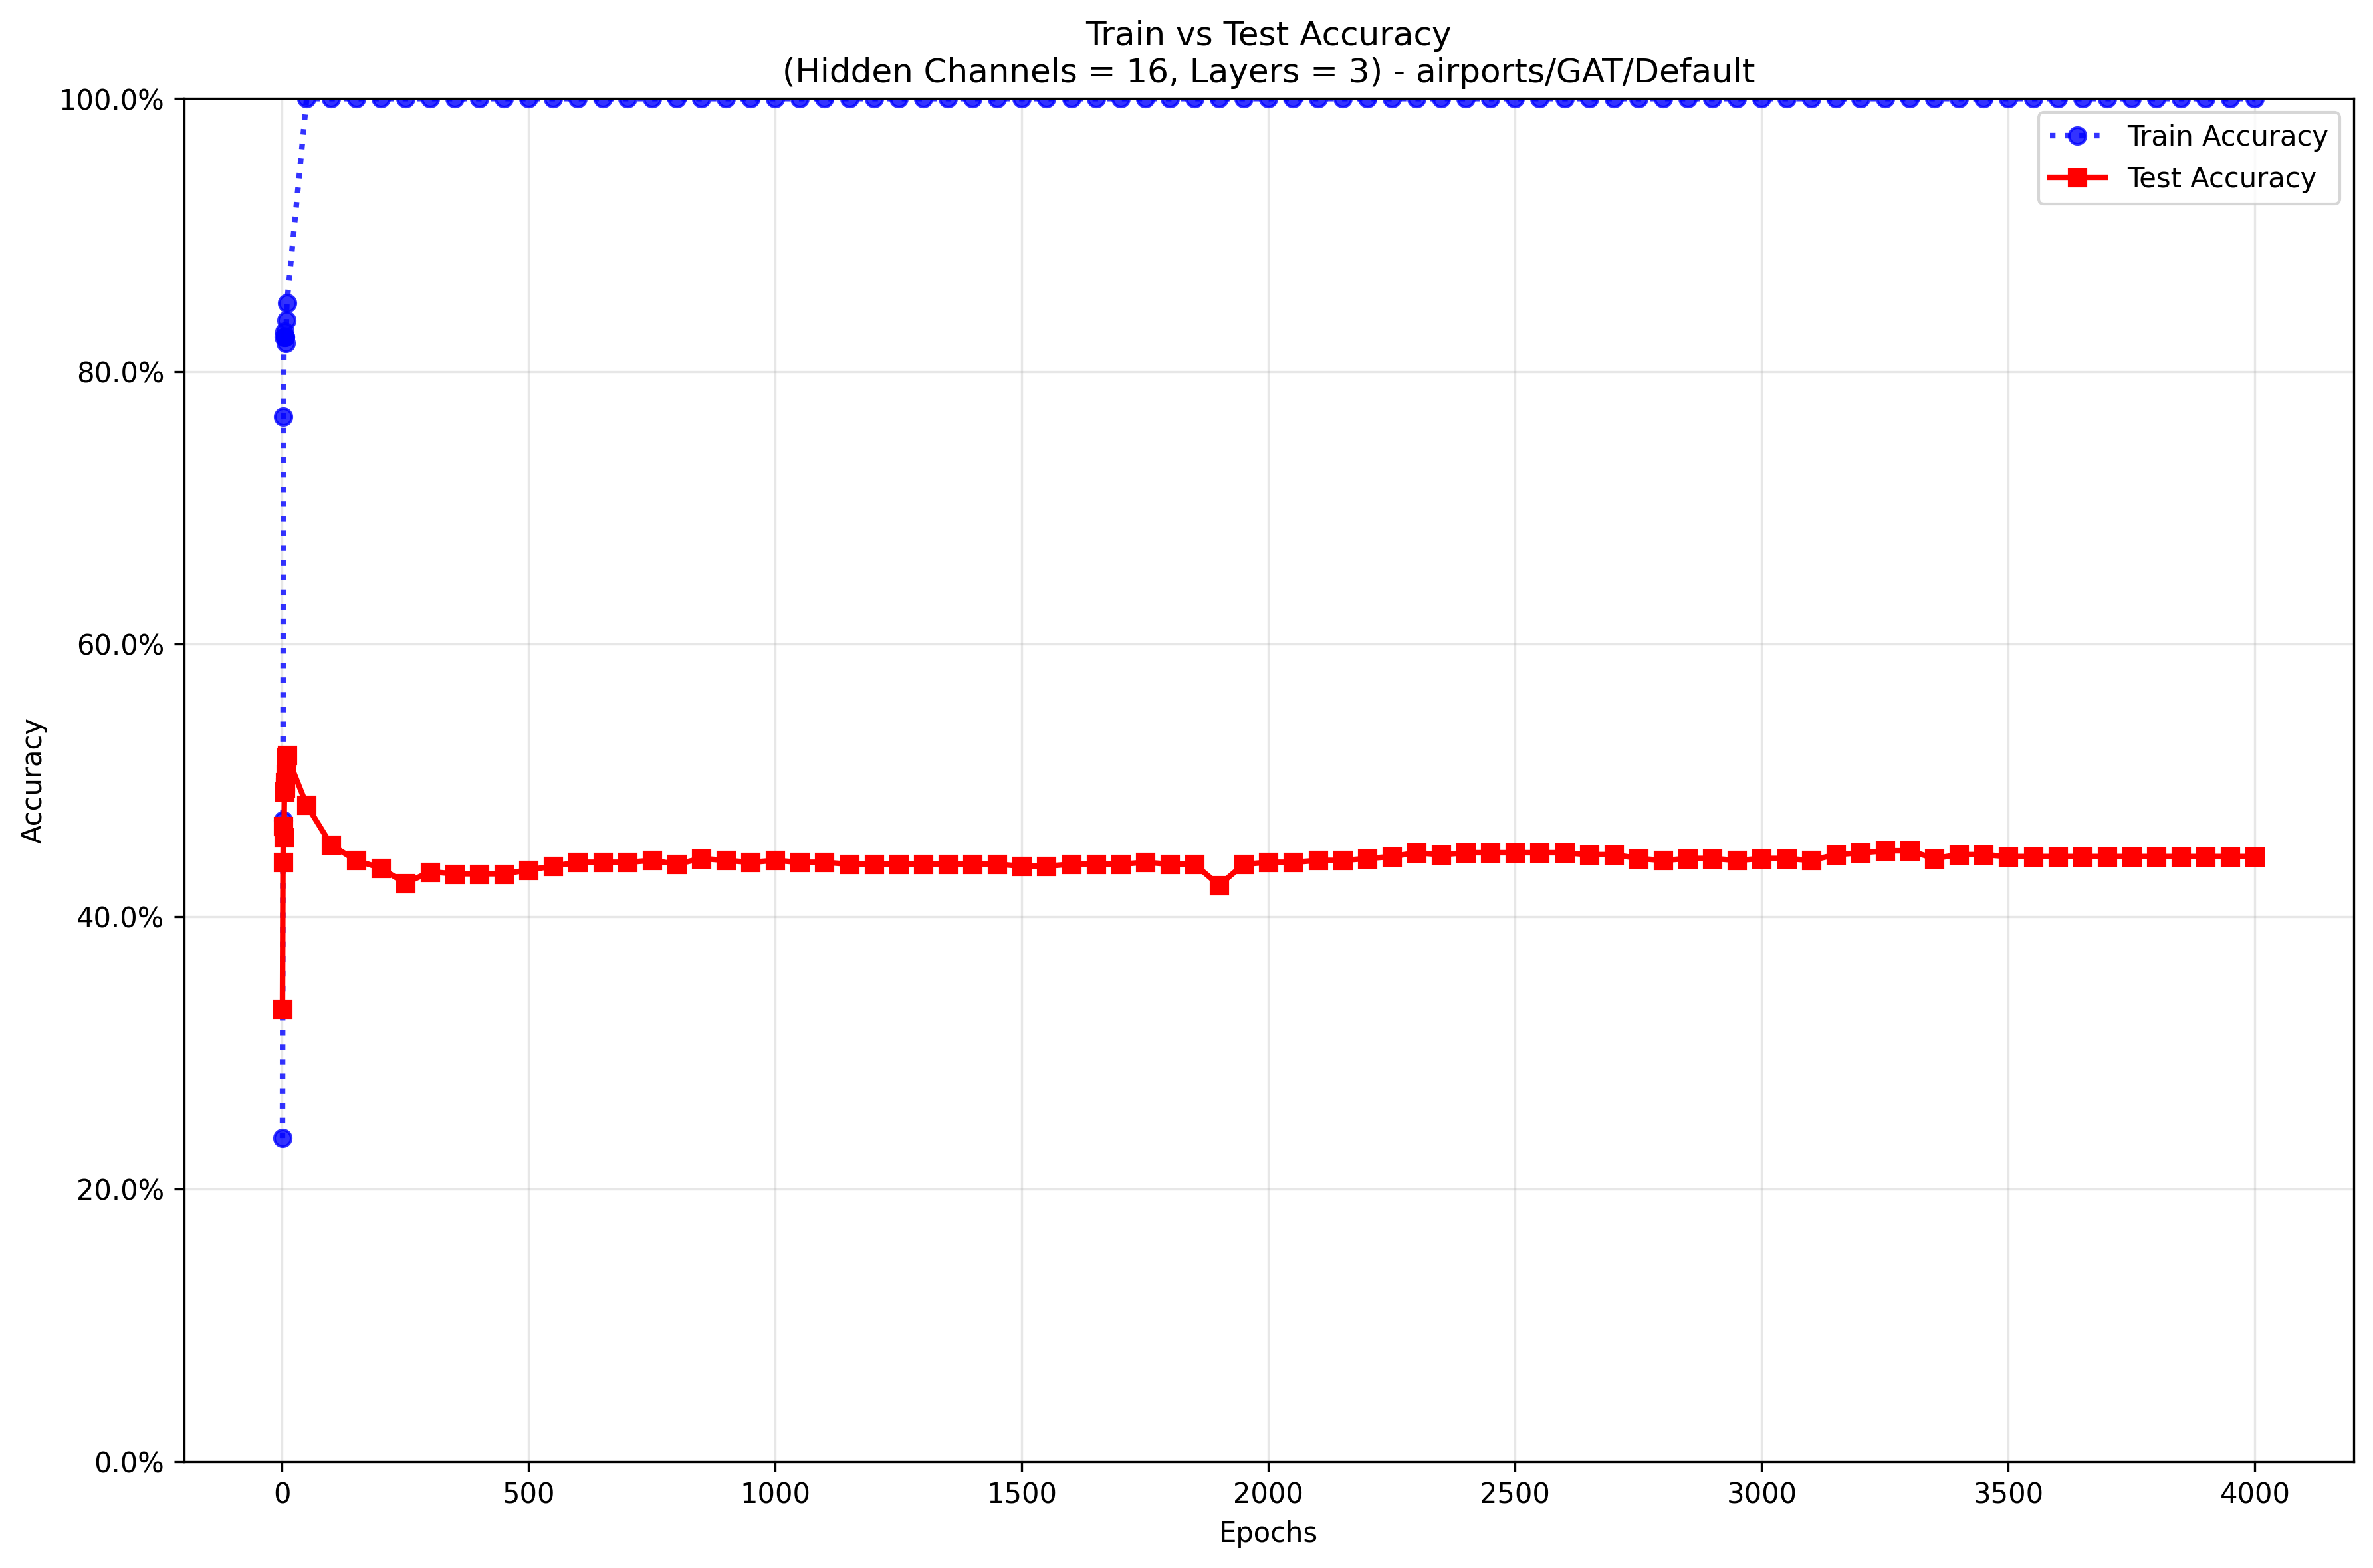 Train vs Test Accuracy
(Hidden Channels = 16, Layers = 3) - airports/GAT/Default
100.0%
80.0%
60.0%
40.0%
20.0%
0.0%
Accuracy
Train Accuracy
Test Accuracy
0 500 1000 1500 2000 2500 3000 3500 4000
Epochs